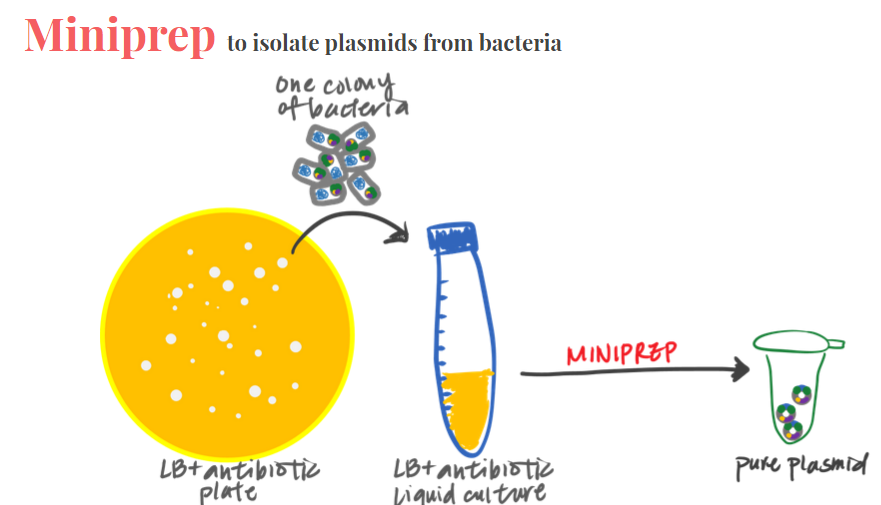 Miniprep to isolate plasmids from bacteria
one colony
of bacteria
MINIPREP
LB+antibiotic
plate
LB+antibiotic
liquid culture
pure plasmid